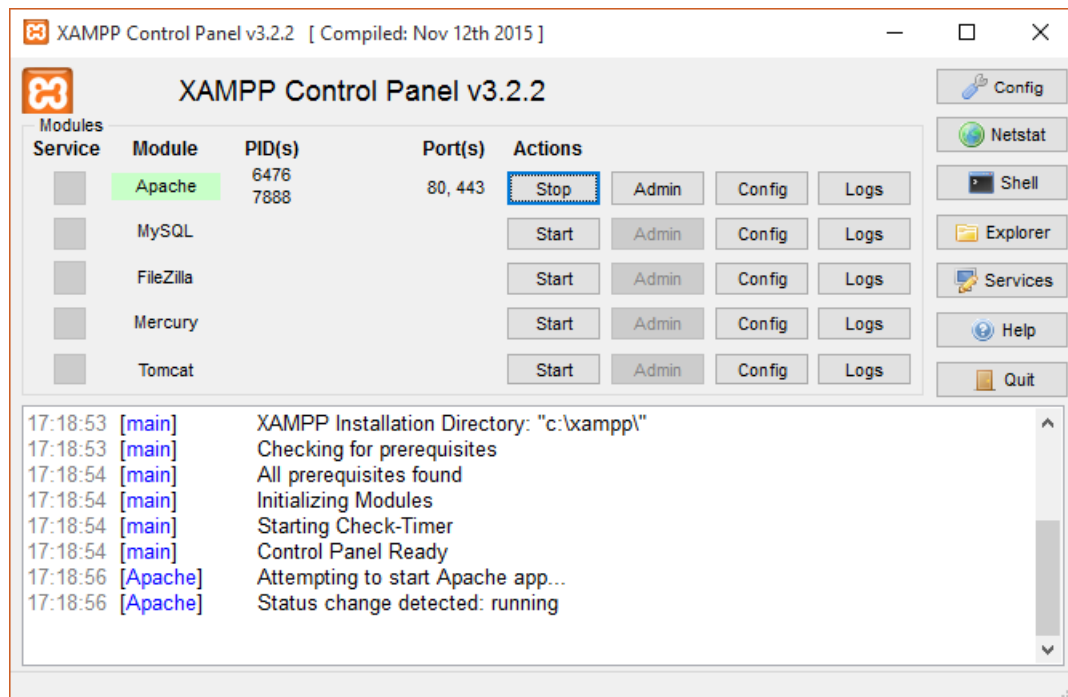 XAMPP Control Panel v3.2.2 [ Compiled: Nov 12th 2015 ]
XAMPP Control Panel v3.2.2
Config
Modules
Netstat
Service Module PID(s) Port(s) Actions
Apache 6476 7888 80, 443 Stop Admin Config Logs
Shell
MySQL Start Admin Config Logs
Explorer
FileZilla Start Admin Config Logs
Services
Mercury Start Admin Config Logs
Help
Tomcat Start Admin Config Logs
Quit
17:18:53 [main] XAMPP Installation Directory: "c:\xampp\"
17:18:53 [main] Checking for prerequisites
17:18:54 [main] All prerequisites found
17:18:54 [main] Initializing Modules
17:18:54 [main] Starting Check-Timer
17:18:54 [main] Control Panel Ready
17:18:56 [Apache] Attempting to start Apache app...
17:18:56 [Apache] Status change detected: running